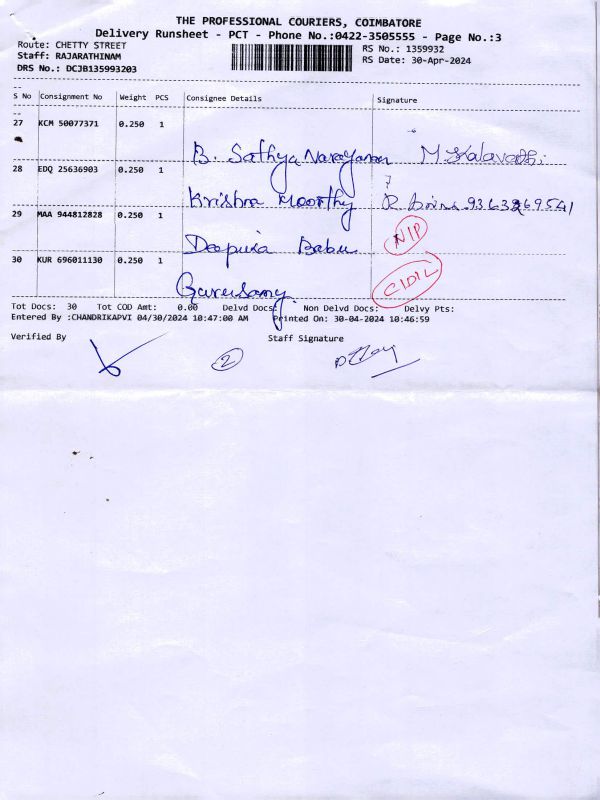 THE PROFESSIONAL COURIERS, COIMBATORE
Delivery Runsheet - PCT - Phone No.:0422-3505555 - Page No.:3
Route: CHETTY STREET
Staff: RAJARATHINAM
DRS No.: DCJB135993203
RS No.: 1359932
RS Date: 30-Apr-2024
S No Consignment No Weight PCS Consignee Details Signature
27 KCM 50077371 0.250 1
B. Sathya Narayanan M. Kalavathi
28 EDQ 25636903 0.250 1
Krishna Moorthy R 9363269541
29 MAA 944812828 0.250 1
Deepika Babu N/P
30 KUR 696011130 0.250 1
Gurusamy C/D/L
Tot Docs: 30 Tot COD Amt: 0.00 Delvd Docs: Non Delvd Docs: Delvy Pts:
Entered By :CHANDRIKAPVI 04/30/2024 10:47:00 AM Printed On: 30-04-2024 10:46:59
Verified By Staff Signature
2